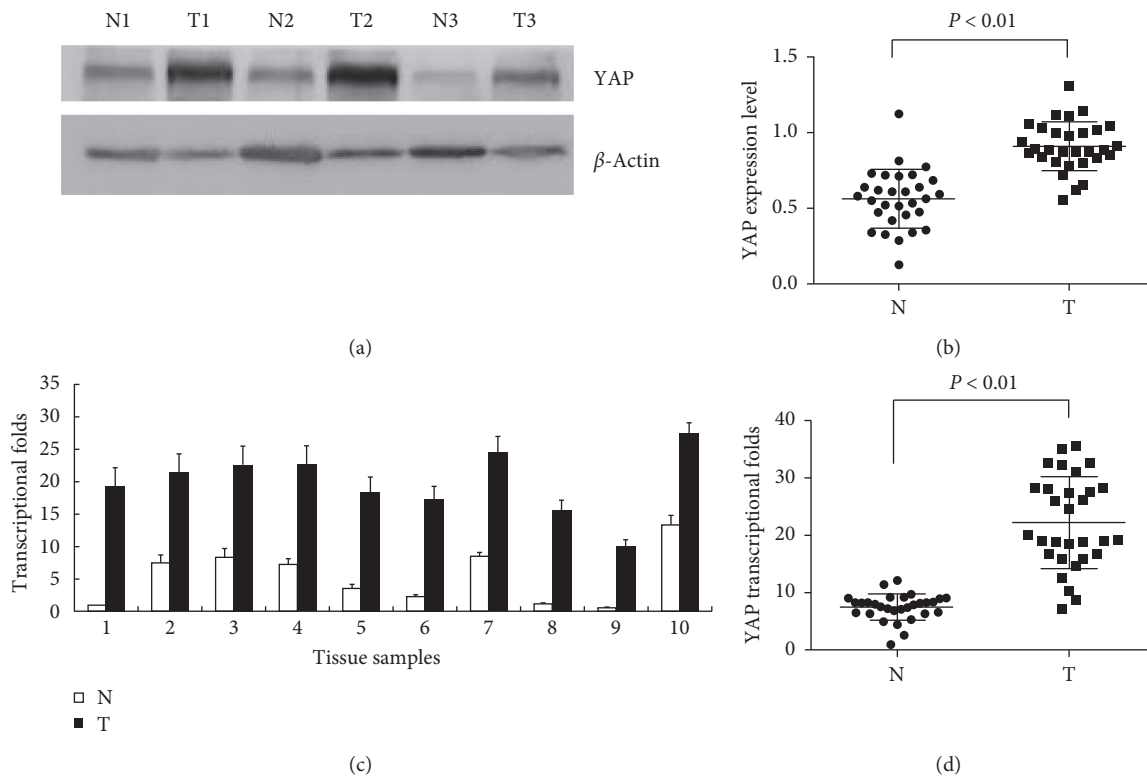 N1 T1 N2 T2 N3 T3
YAP
β-Actin
(a)
P < 0.01
YAP expression level
1.5
1.0
0.5
0.0
N T
(b)
Transcriptional folds
35
30
25
20
15
10
5
0
1 2 3 4 5 6 7 8 9 10
Tissue samples
N
T
(c)
P < 0.01
YAP transcriptional folds
40
30
20
10
0
N T
(d)